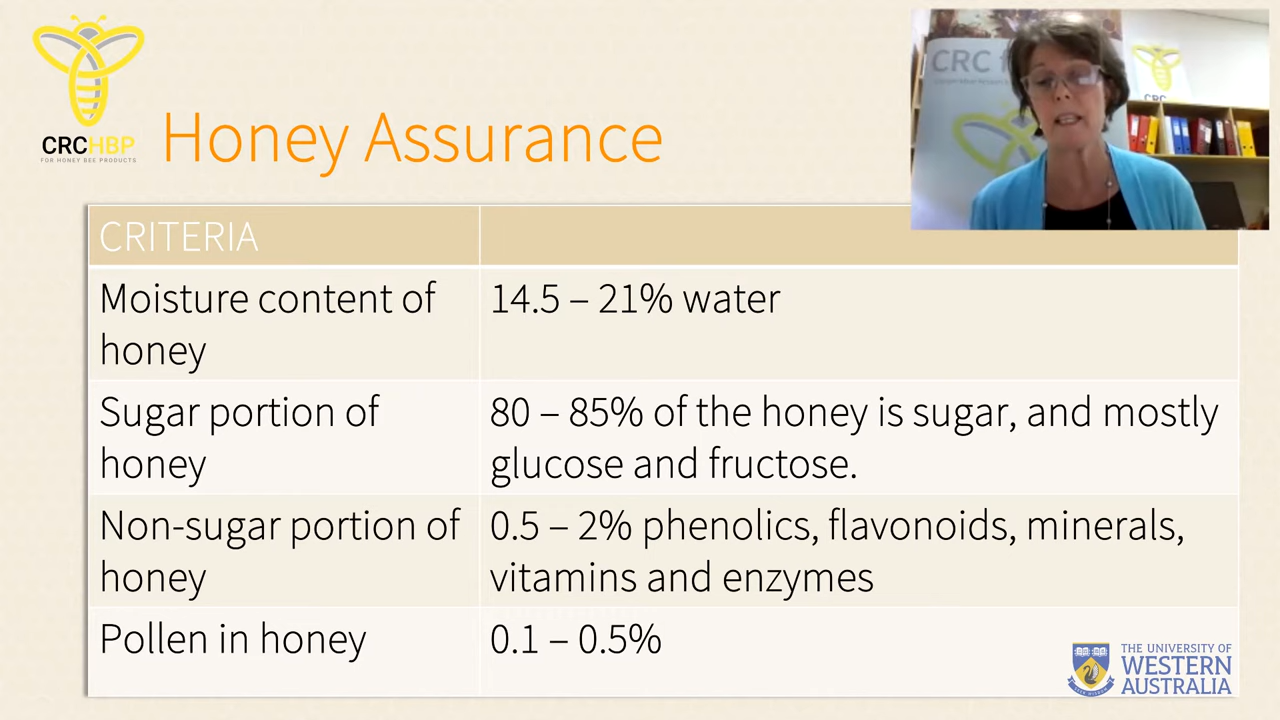 CRC f
CRC
CRCHBP
FOR HONEY BEE PRODUCTS
Honey Assurance
CRITERIA
Moisture content of
honey
14.5 – 21% water
Sugar portion of
honey
80 – 85% of the honey is sugar, and mostly
glucose and fructose.
Non-sugar portion of
honey
0.5 – 2% phenolics, flavonoids, minerals,
vitamins and enzymes
Pollen in honey
0.1 – 0.5%
THE UNIVERSITY OF
WESTERN
AUSTRALIA